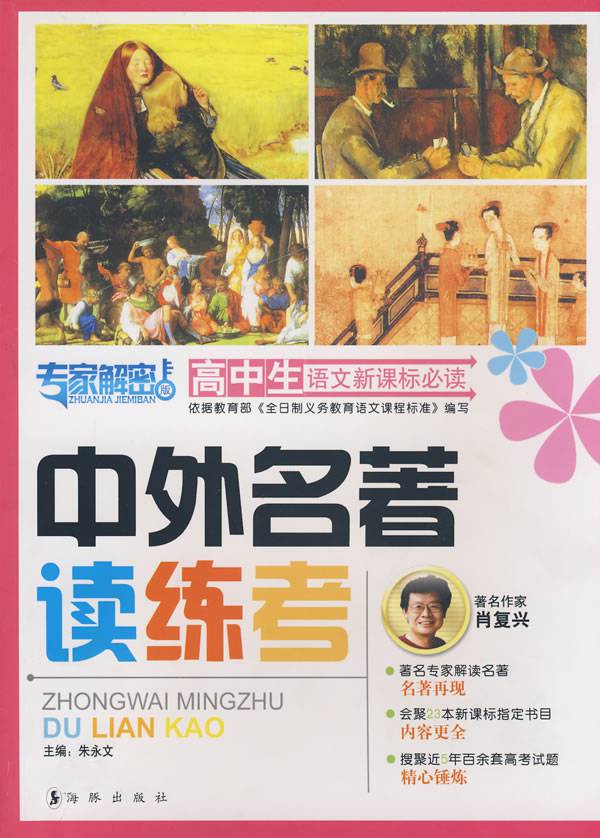 专家解密版
ZHUANJIA JIEMIBAN
高中生语文新课标必读
依据教育部《全日制义务教育语文课程标准》编写
中外名著
读练考
ZHONGWAI MINGZHU
DU LIAN KAO
主编：朱永文
著名作家
肖复兴
著名专家解读名著
名著再现
会聚23本新课标指定书目
内容更全
搜聚近5年百余套高考试题
精心锤炼
海豚出版社